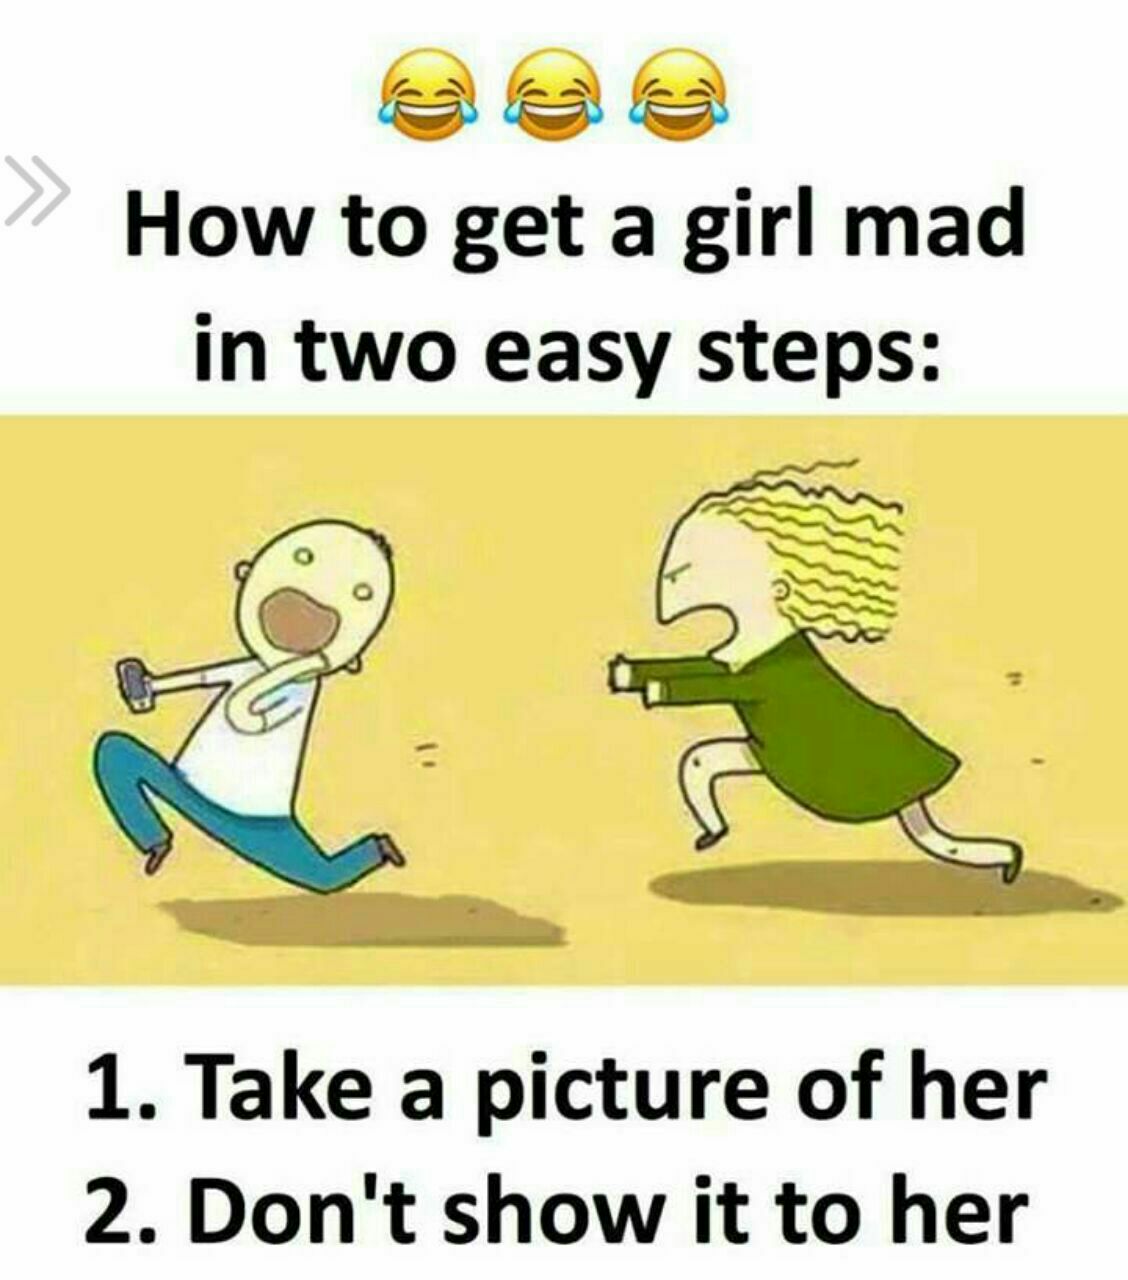 How to get a girl mad
in two easy steps:
1. Take a picture of her
2. Don't show it to her